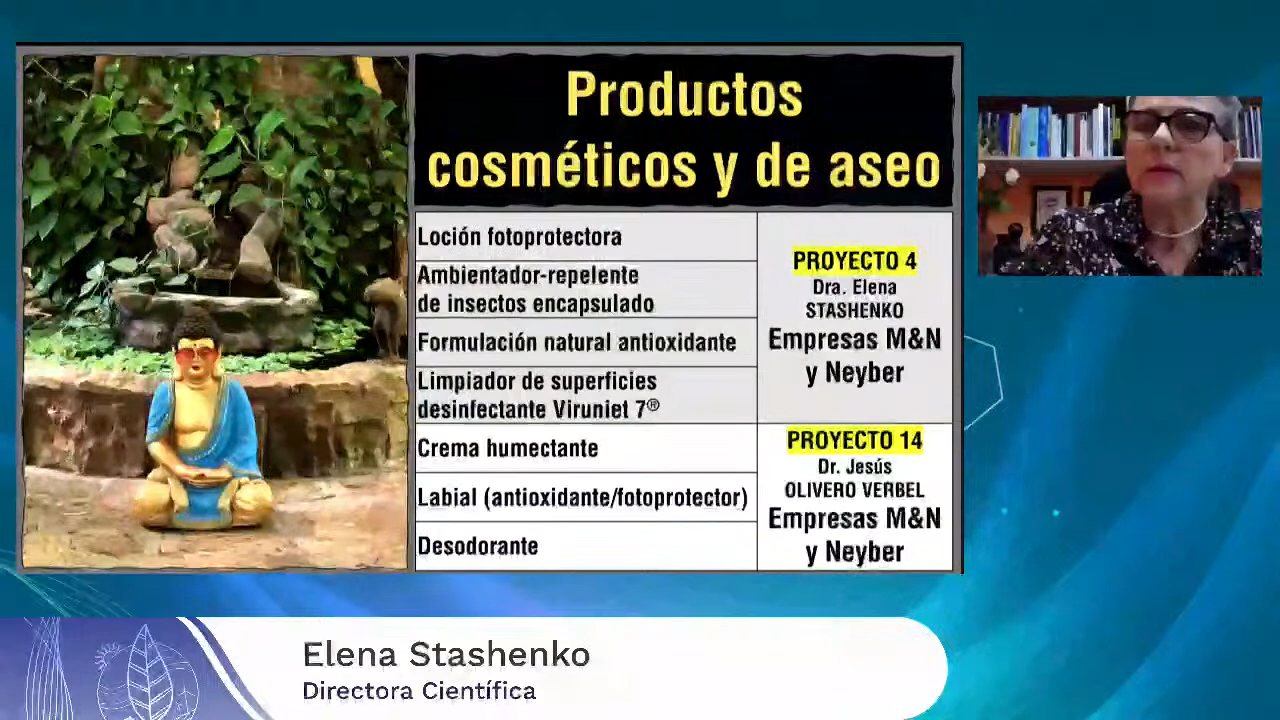 Productos
cosméticos y de aseo
Loción fotoprotectora
Ambientador-repelente
de insectos encapsulado
Formulación natural antioxidante
Limpiador de superficies
desinfectante Viruniet 7®
PROYECTO 4
Dra. Elena
STASHENKO
Empresas M&N
y Neyber
Crema humectante
Labial (antioxidante/fotoprotector)
Desodorante
PROYECTO 14
Dr. Jesús
OLIVERO VERBEL
Empresas M&N
y Neyber
Elena Stashenko
Directora Científica